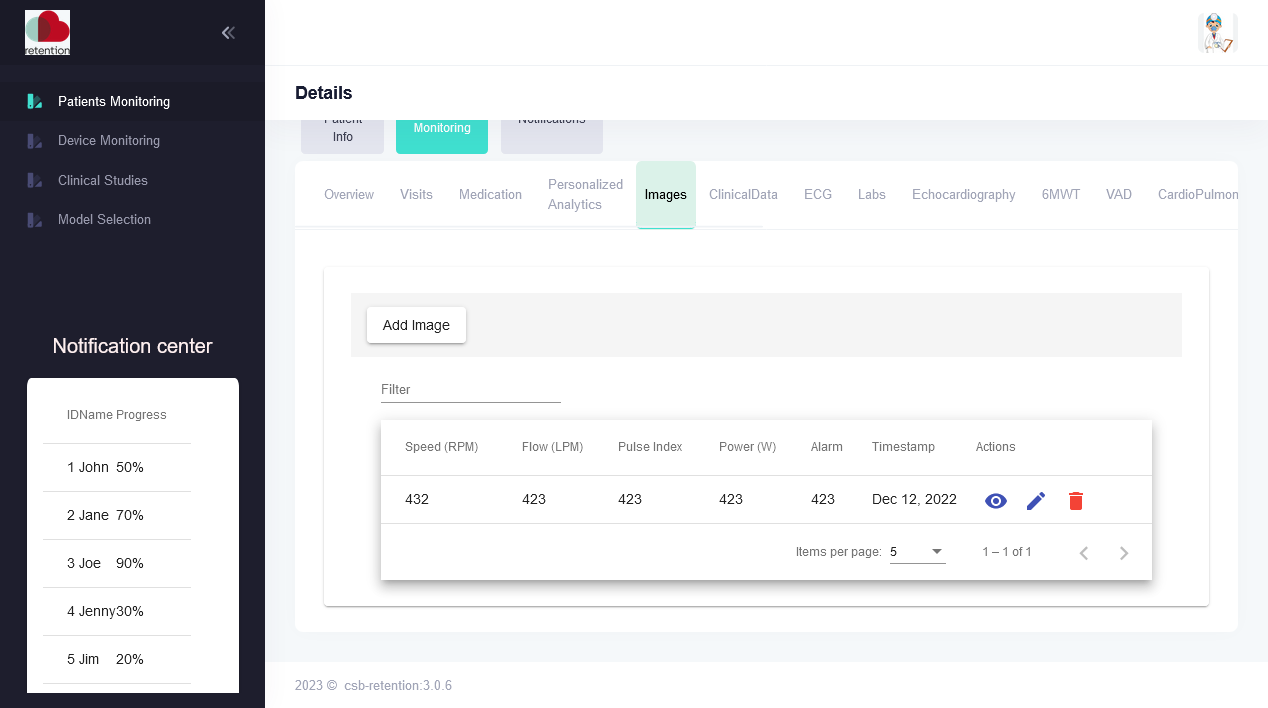 retention
Patients Monitoring
Device Monitoring
Clinical Studies
Model Selection
Notification center
IDName Progress
1 John 50%
2 Jane 70%
3 Joe 90%
4 Jenny30%
5 Jim 20%
Details
Patient
Info
Monitoring
Notifications
Overview
Visits
Medication
Personalized
Analytics
Images
ClinicalData
ECG
Labs
Echocardiography
6MWT
VAD
CardioPulmon
Add Image
Filter
Speed (RPM) Flow (LPM) Pulse Index Power (W) Alarm Timestamp Actions
432 423 423 423 423 Dec 12, 2022
Items per page: 5 1 – 1 of 1
2023 © csb-retention:3.0.6